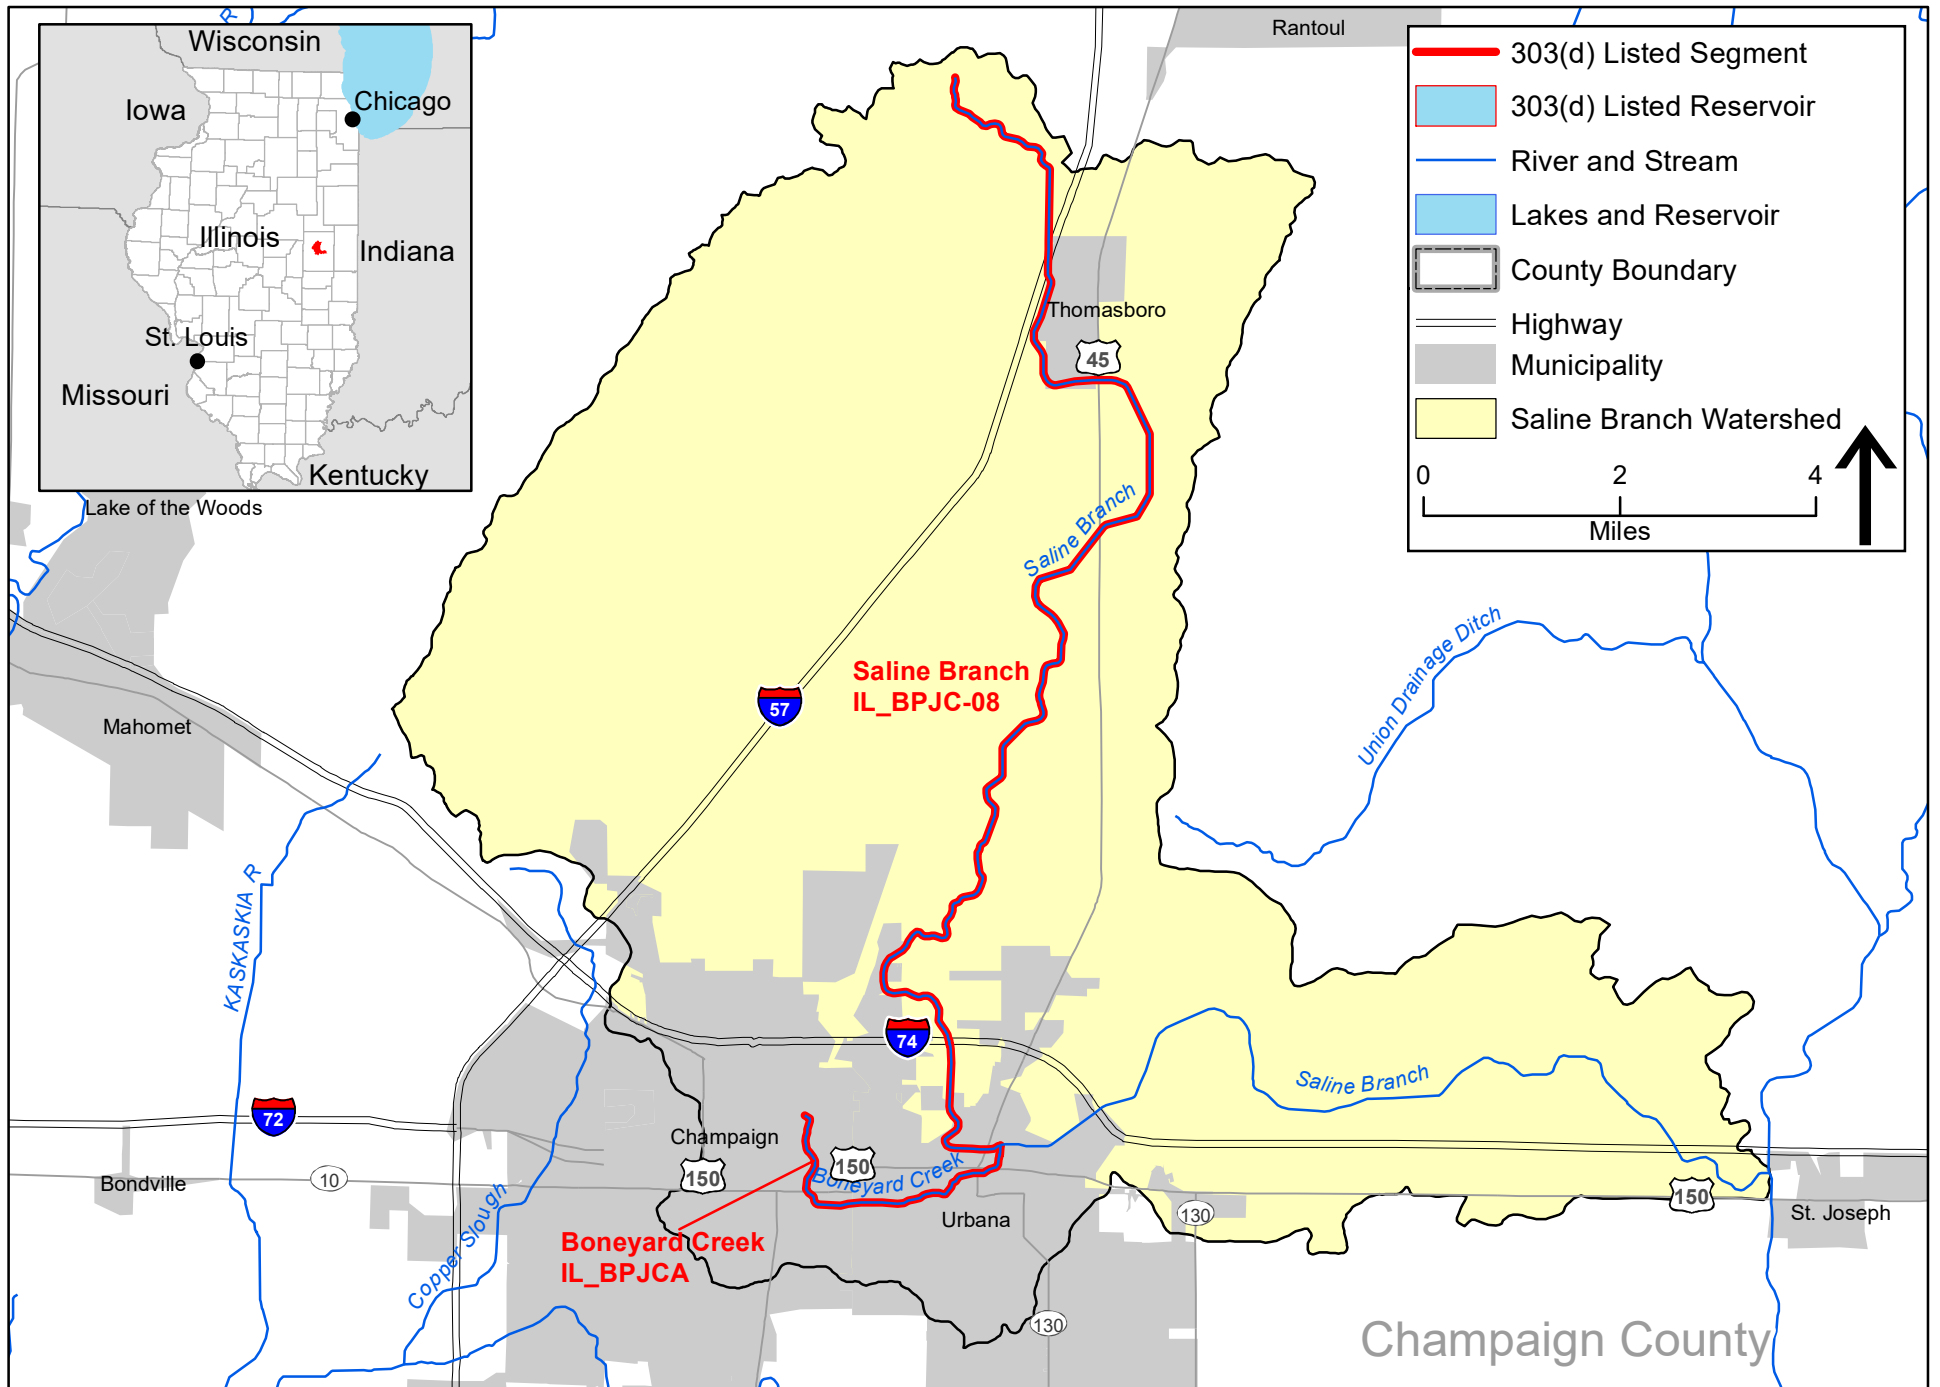 R
Wisconsin
Iowa
Chicago
Illinois
Indiana
St. Louis
Missouri
Kentucky
Rantoul
303(d) Listed Segment
303(d) Listed Reservoir
River and Stream
Lakes and Reservoir
County Boundary
Highway
Municipality
Saline Branch Watershed
0 2 4
Miles
Lake of the Woods
Thomasboro
45
Saline Branch
Saline Branch
IL_BPJC-08
57
Union Drainage Ditch
Mahomet
KASKASKIA R
74
Saline Branch
72
Champaign
150
150
Boneyard Creek
Bondville
10
Copper Slough
Urbana
130
150
St. Joseph
Boneyard Creek
IL_BPJCA
130
Champaign County